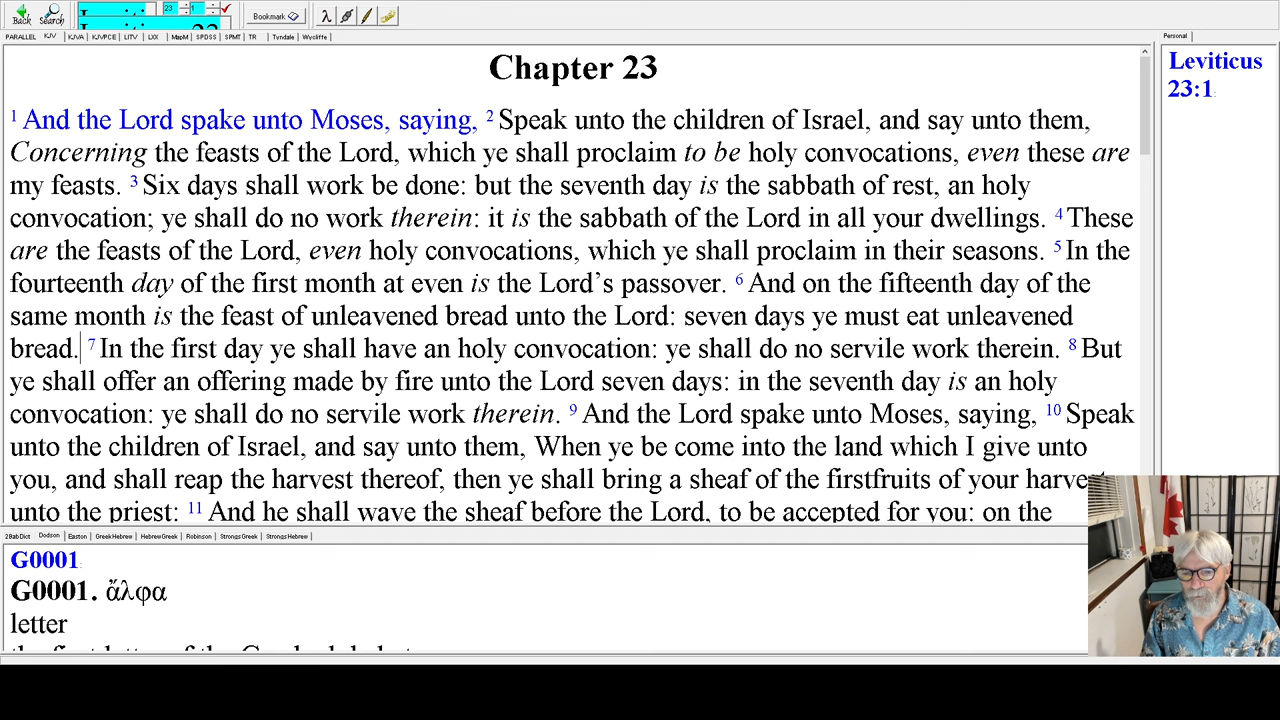 Back
Search
23
1
Bookmark
λ
PARALLEL KJV KJVA KJVPCE LITV LXX MapM SPDSS SPMT TR Tyndale Wycliffe
Personal
Chapter 23
1 And the Lord spake unto Moses, saying, 2 Speak unto the children of Israel, and say unto them,
Concerning the feasts of the Lord, which ye shall proclaim to be holy convocations, even these are
my feasts. 3 Six days shall work be done: but the seventh day is the sabbath of rest, an holy
convocation; ye shall do no work therein: it is the sabbath of the Lord in all your dwellings. 4 These
are the feasts of the Lord, even holy convocations, which ye shall proclaim in their seasons. 5 In the
fourteenth day of the first month at even is the Lord’s passover. 6 And on the fifteenth day of the
same month is the feast of unleavened bread unto the Lord: seven days ye must eat unleavened
bread. 7 In the first day ye shall have an holy convocation: ye shall do no servile work therein. 8 But
ye shall offer an offering made by fire unto the Lord seven days: in the seventh day is an holy
convocation: ye shall do no servile work therein. 9 And the Lord spake unto Moses, saying, 10 Speak
unto the children of Israel, and say unto them, When ye be come into the land which I give unto
you, and shall reap the harvest thereof, then ye shall bring a sheaf of the firstfruits of your harvest
unto the priest: 11 And he shall wave the sheaf before the Lord, to be accepted for you: on the
Leviticus
23:1
2BabDict Dodson Easton GreekHebrew HebrewGreek Robinson StrongsGreek StrongsHebrew
G0001
G0001. ἄλφα
letter